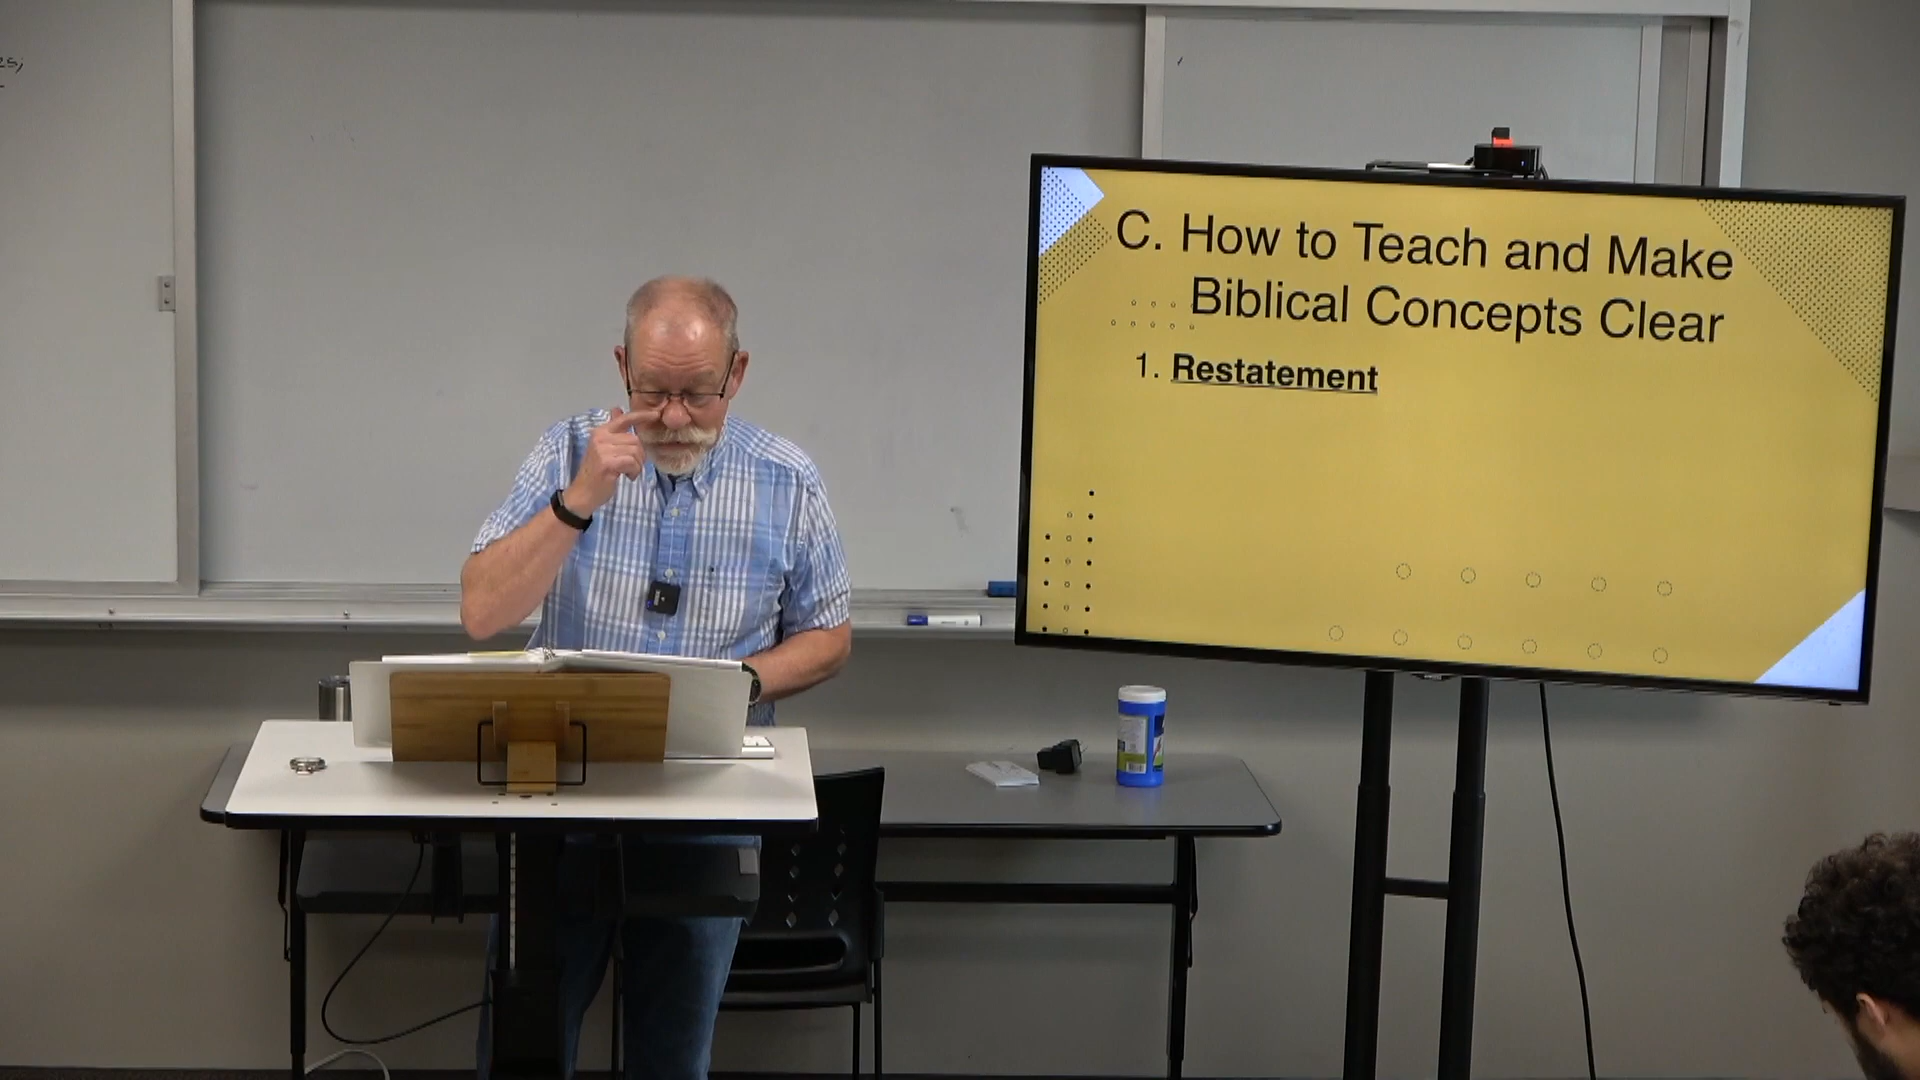 C. How to Teach and Make
Biblical Concepts Clear
1. Restatement